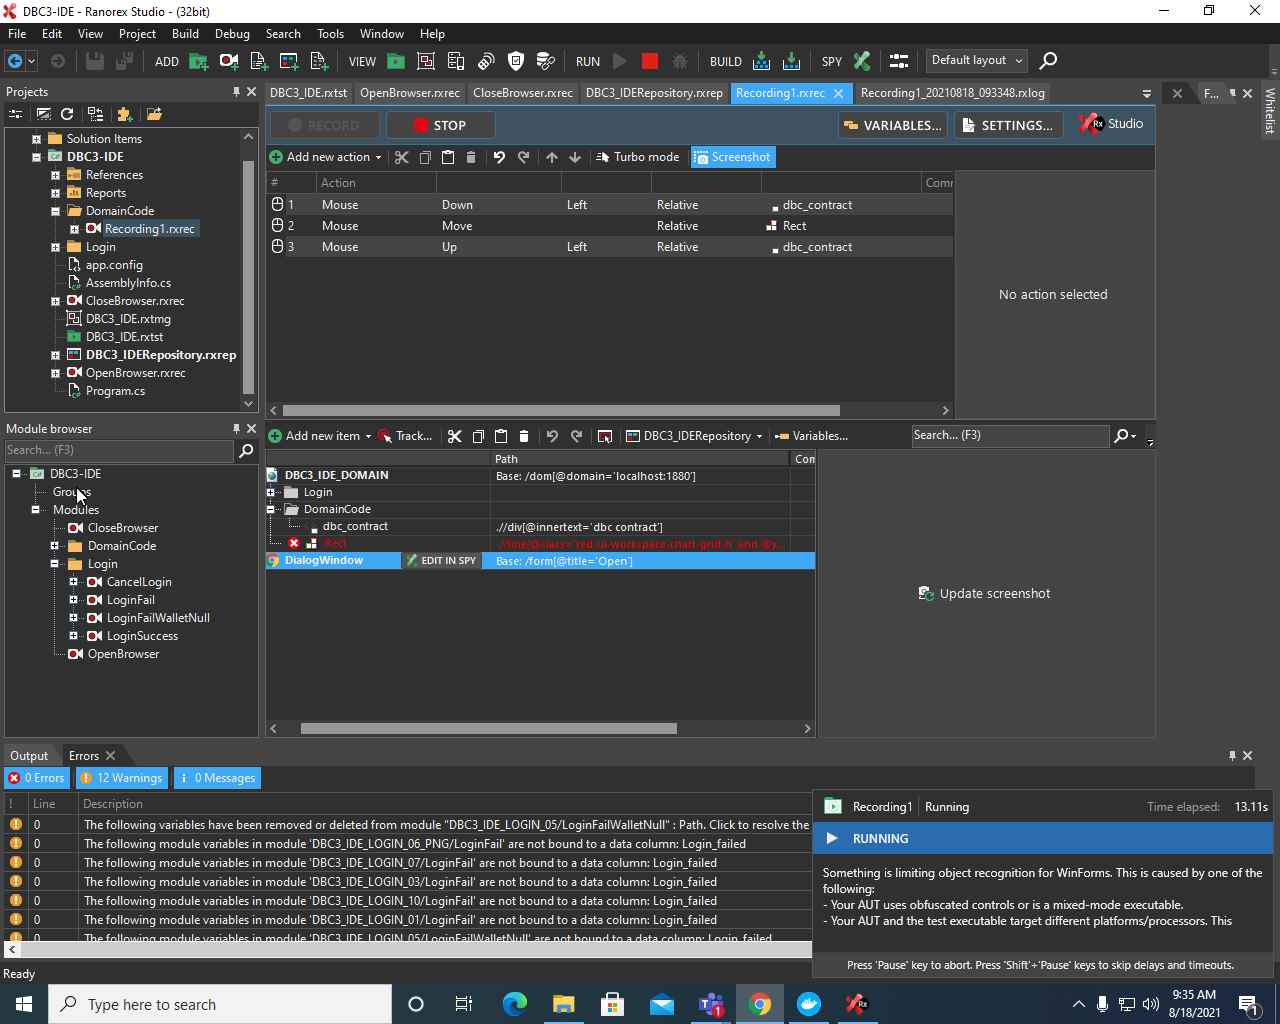 DBC3-IDE - Ranorex Studio - (32bit)
File Edit View Project Build Debug Search Tools Window Help
ADD VIEW RUN BUILD SPY Default layout
Projects
DBC3_IDE.rxtst OpenBrowser.rxrec CloseBrowser.rxrec DBC3_IDERepository.rxrep Recording1.rxrec Recording1_20210818_093348.rxlog
F...
Whitelist
RECORD STOP VARIABLES... SETTINGS... Rx Studio
Add new action Turbo mode Screenshot
# Action Comr
1 Mouse Down Left Relative dbc_contract
2 Mouse Move Relative Rect
3 Mouse Up Left Relative dbc_contract
No action selected
Solution Items
DBC3-IDE
References
Reports
DomainCode
Recording1.rxrec
Login
app.config
AssemblyInfo.cs
CloseBrowser.rxrec
DBC3_IDE.rxtmg
DBC3_IDE.rxtst
DBC3_IDERepository.rxrep
OpenBrowser.rxrec
Program.cs
Module browser
Search... (F3)
DBC3-IDE
Groups
Modules
CloseBrowser
DomainCode
Login
CancelLogin
LoginFail
LoginFailWalletNull
LoginSuccess
OpenBrowser
Add new item Track... DBC3_IDERepository Variables... Search... (F3)
Path Con
DBC3_IDE_DOMAIN Base: /dom[@domain='localhost:1880']
Login
DomainCode
dbc_contract .//div[@innertext='dbc contract']
Rect
DialogWindow EDIT IN SPY Base: /form[@title='Open']
Update screenshot
Output Errors
0 Errors 12 Warnings 0 Messages
! Line Description
0 The following variables have been removed or deleted from module "DBC3_IDE_LOGIN_05/LoginFailWalletNull" : Path. Click to resolve the
0 The following module variables in module 'DBC3_IDE_LOGIN_06_PNG/LoginFail' are not bound to a data column: Login_failed
0 The following module variables in module 'DBC3_IDE_LOGIN_07/LoginFail' are not bound to a data column: Login_failed
0 The following module variables in module 'DBC3_IDE_LOGIN_03/LoginFail' are not bound to a data column: Login_failed
0 The following module variables in module 'DBC3_IDE_LOGIN_10/LoginFail' are not bound to a data column: Login_failed
0 The following module variables in module 'DBC3_IDE_LOGIN_01/LoginFail' are not bound to a data column: Login_failed
0 The following module variables in module 'DBC3_IDE_LOGIN_05/LoginFailWalletNull' are not bound to a data column: Login_failed
Recording1 Running Time elapsed: 13.11s
RUNNING
Something is limiting object recognition for WinForms. This is caused by one of the
following:
- Your AUT uses obfuscated controls or is a mixed-mode executable.
- Your AUT and the test executable target different platforms/processors. This
Press 'Pause' key to abort. Press 'Shift'+'Pause' keys to skip delays and timeouts.
Ready
Type here to search
1
9:35 AM
8/18/2021
1